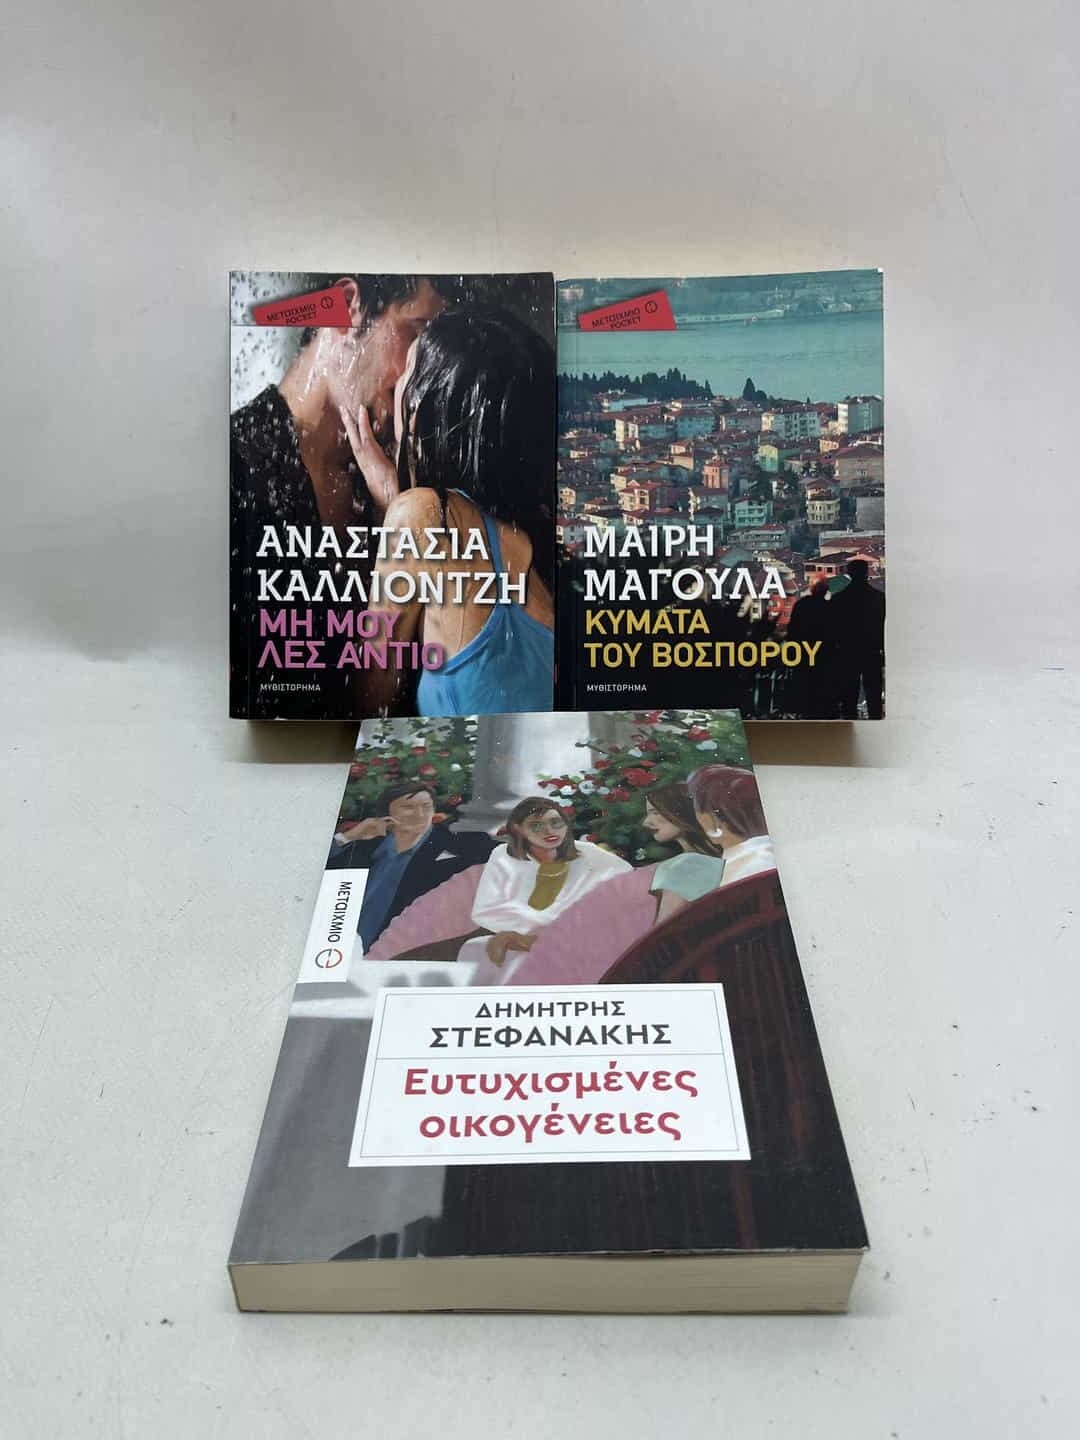 ΜΕΤΑΙΧΜΙΟ
POCKET
ΑΝΑΣΤΑΣΙΑ
ΚΑΛΛΙΟΝΤΖΗ
ΜΗ ΜΟΥ
ΛΕΣ ΑΝΤΙΟ
ΜΥΘΙΣΤΟΡΗΜΑ
ΜΕΤΑΙΧΜΙΟ
POCKET
ΜΑΙΡΗ
ΜΑΓΟΥΛΑ
ΚΥΜΑΤΑ
ΤΟΥ ΒΟΣΠΟΡΟΥ
ΜΥΘΙΣΤΟΡΗΜΑ
ΜΕΤΑΙΧΜΙΟ
ΔΗΜΗΤΡΗΣ
ΣΤΕΦΑΝΑΚΗΣ
Ευτυχισμένες
οικογένειες